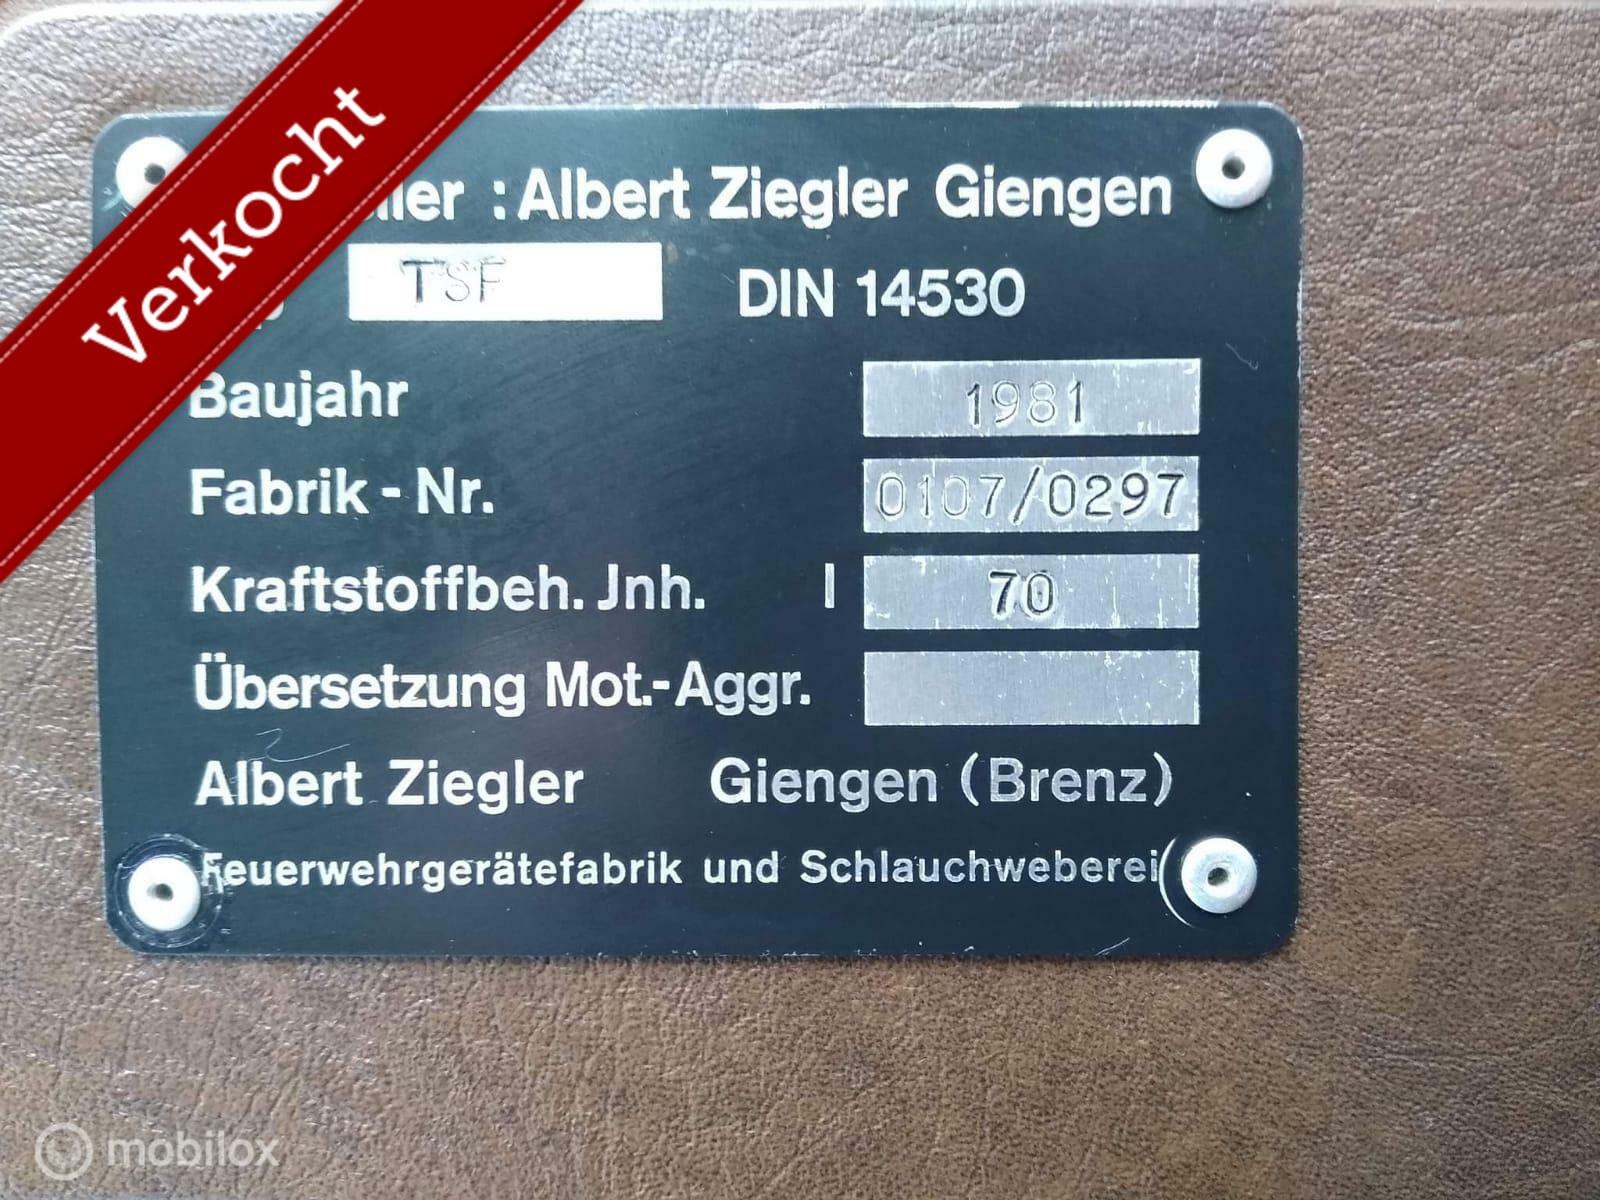 Verkocht
ller : Albert Ziegler Giengen
TSF DIN 14530
Baujahr 1981
Fabrik - Nr. 0107/0297
Kraftstoffbeh. Jnh. l 70
Übersetzung Mot.-Aggr.
Albert Ziegler Giengen (Brenz)
Feuerwehrgerätefabrik und Schlauchweberei
mobilox